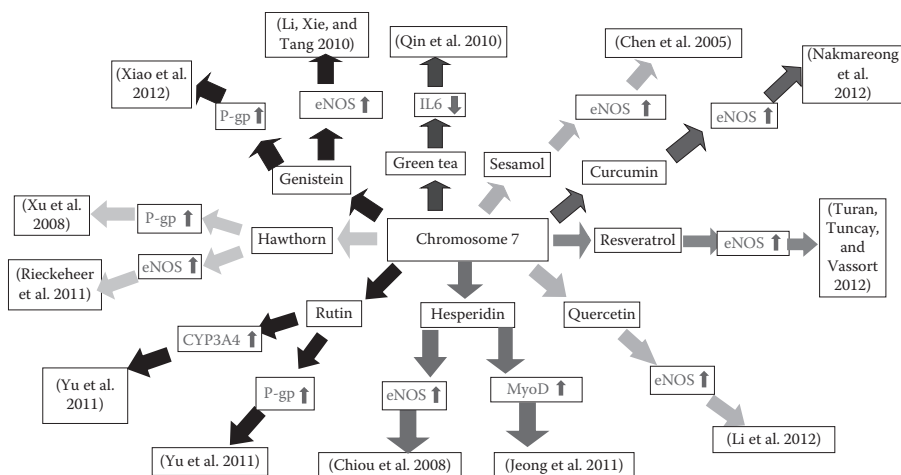 (Li, Xie, and
Tang 2010)
(Qin et al. 2010)
(Chen et al. 2005)
(Nakmareong
et al.
2012)
(Xiao et al.
2012)
P-gp
eNOS
IL6
eNOS
eNOS
Genistein
Green tea
Sesamol
Curcumin
(Xu et al.
2008)
P-gp
Hawthorn
Chromosome 7
Resveratrol
eNOS
(Turan,
Tuncay,
and
Vassort
2012)
(Rieckeheer
et al. 2011)
eNOS
Rutin
Hesperidin
Quercetin
CYP3A4
(Yu et al.
2011)
P-gp
eNOS
MyoD
eNOS
(Yu et al. 2011)
(Chiou et al. 2008)
(Jeong et al. 2011)
(Li et al. 2012)